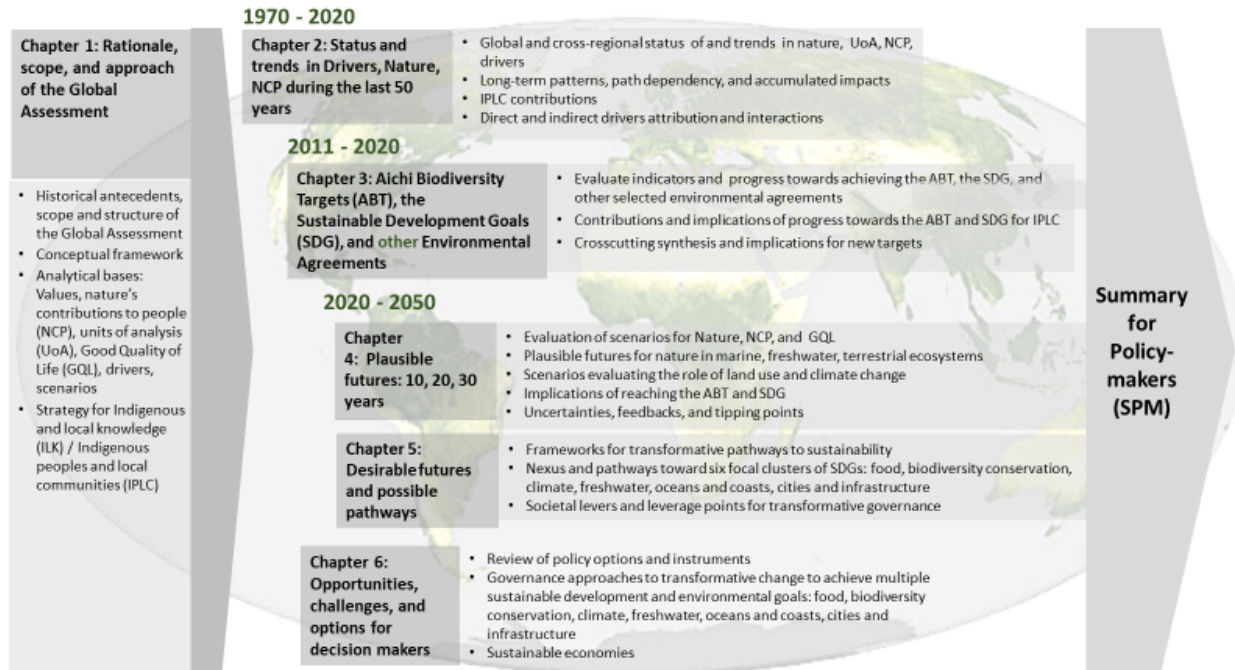 1970 - 2020
Chapter 1: Rationale,
scope, and approach
of the Global
Assessment
• Historical antecedents,
scope and structure of
the Global Assessment
• Conceptual framework
• Analytical bases:
Values, nature's
contributions to people
(NCP), units of analysis
(UoA), Good Quality of
Life (GQL), drivers,
scenarios
• Strategy for Indigenous
and local knowledge
(ILK) / Indigenous
peoples and local
communities (IPLC)
Chapter 2: Status and
trends in Drivers, Nature,
NCP during the last 50
years
• Global and cross-regional status of and trends in nature, UoA, NCP,
drivers
• Long-term patterns, path dependency, and accumulated impacts
• IPLC contributions
• Direct and indirect drivers attribution and interactions
2011 - 2020
Chapter 3: Aichi Biodiversity
Targets (ABT), the
Sustainable Development Goals
(SDG), and other Environmental
Agreements
• Evaluate indicators and progress towards achieving the ABT, the SDG, and
other selected environmental agreements
• Contributions and implications of progress towards the ABT and SDG for IPLC
• Crosscutting synthesis and implications for new targets
2020 - 2050
Chapter
4: Plausible
futures: 10, 20, 30
years
• Evaluation of scenarios for Nature, NCP, and GQL
• Plausible futures for nature in marine, freshwater, terrestrial ecosystems
• Scenarios evaluating the role of land use and climate change
• Implications of reaching the ABT and SDG
• Uncertainties, feedbacks, and tipping points
Chapter 5:
Desirable futures
and possible
pathways
• Frameworks for transformative pathways to sustainability
• Nexus and pathways toward six focal clusters of SDGs: food, biodiversity conservation,
climate, freshwater, oceans and coasts, cities and infrastructure
• Societal levers and leverage points for transformative governance
Chapter 6:
Opportunities,
challenges, and
options for
decision makers
• Review of policy options and instruments
• Governance approaches to transformative change to achieve multiple
sustainable development and environmental goals: food, biodiversity
conservation, climate, freshwater, oceans and coasts, cities and
infrastructure
• Sustainable economies
Summary
for
Policy-
makers
(SPM)